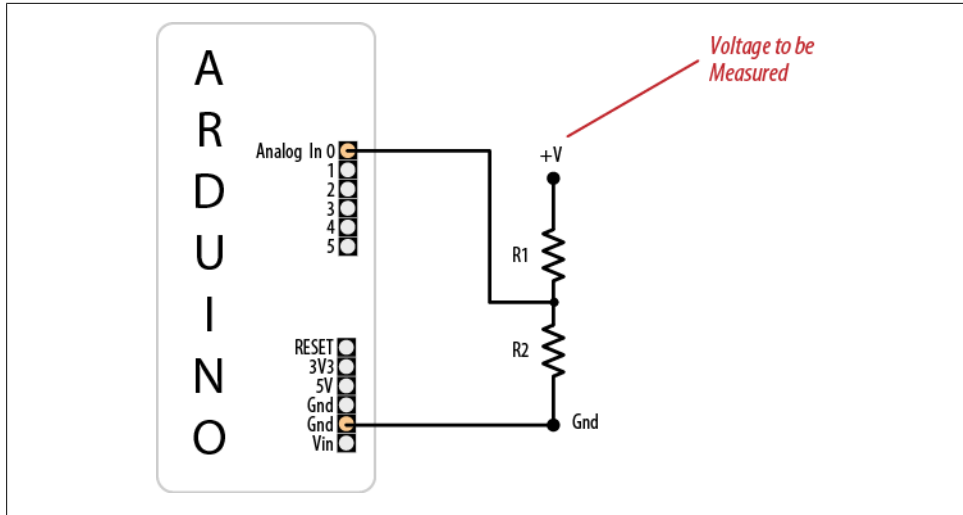 A
R
D
U
I
N
O
Analog In 0
1
2
3
4
5
RESET
3V3
5V
Gnd
Gnd
Vin
Voltage to be
Measured
+V
R1
R2
Gnd